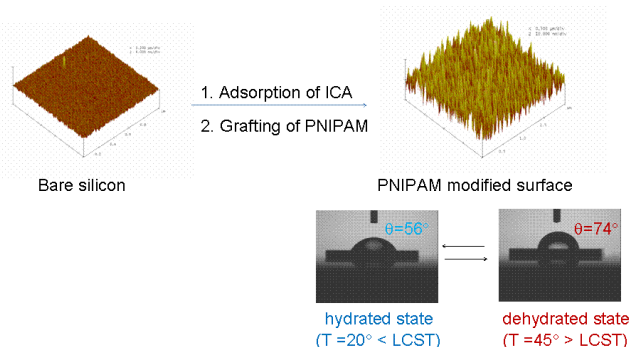 1. Adsorption of ICA
2. Grafting of PNIPAM
Bare silicon
PNIPAM modified surface
θ=56°
θ=74°
hydrated state
(T =20° < LCST)
dehydrated state
(T =45° > LCST)